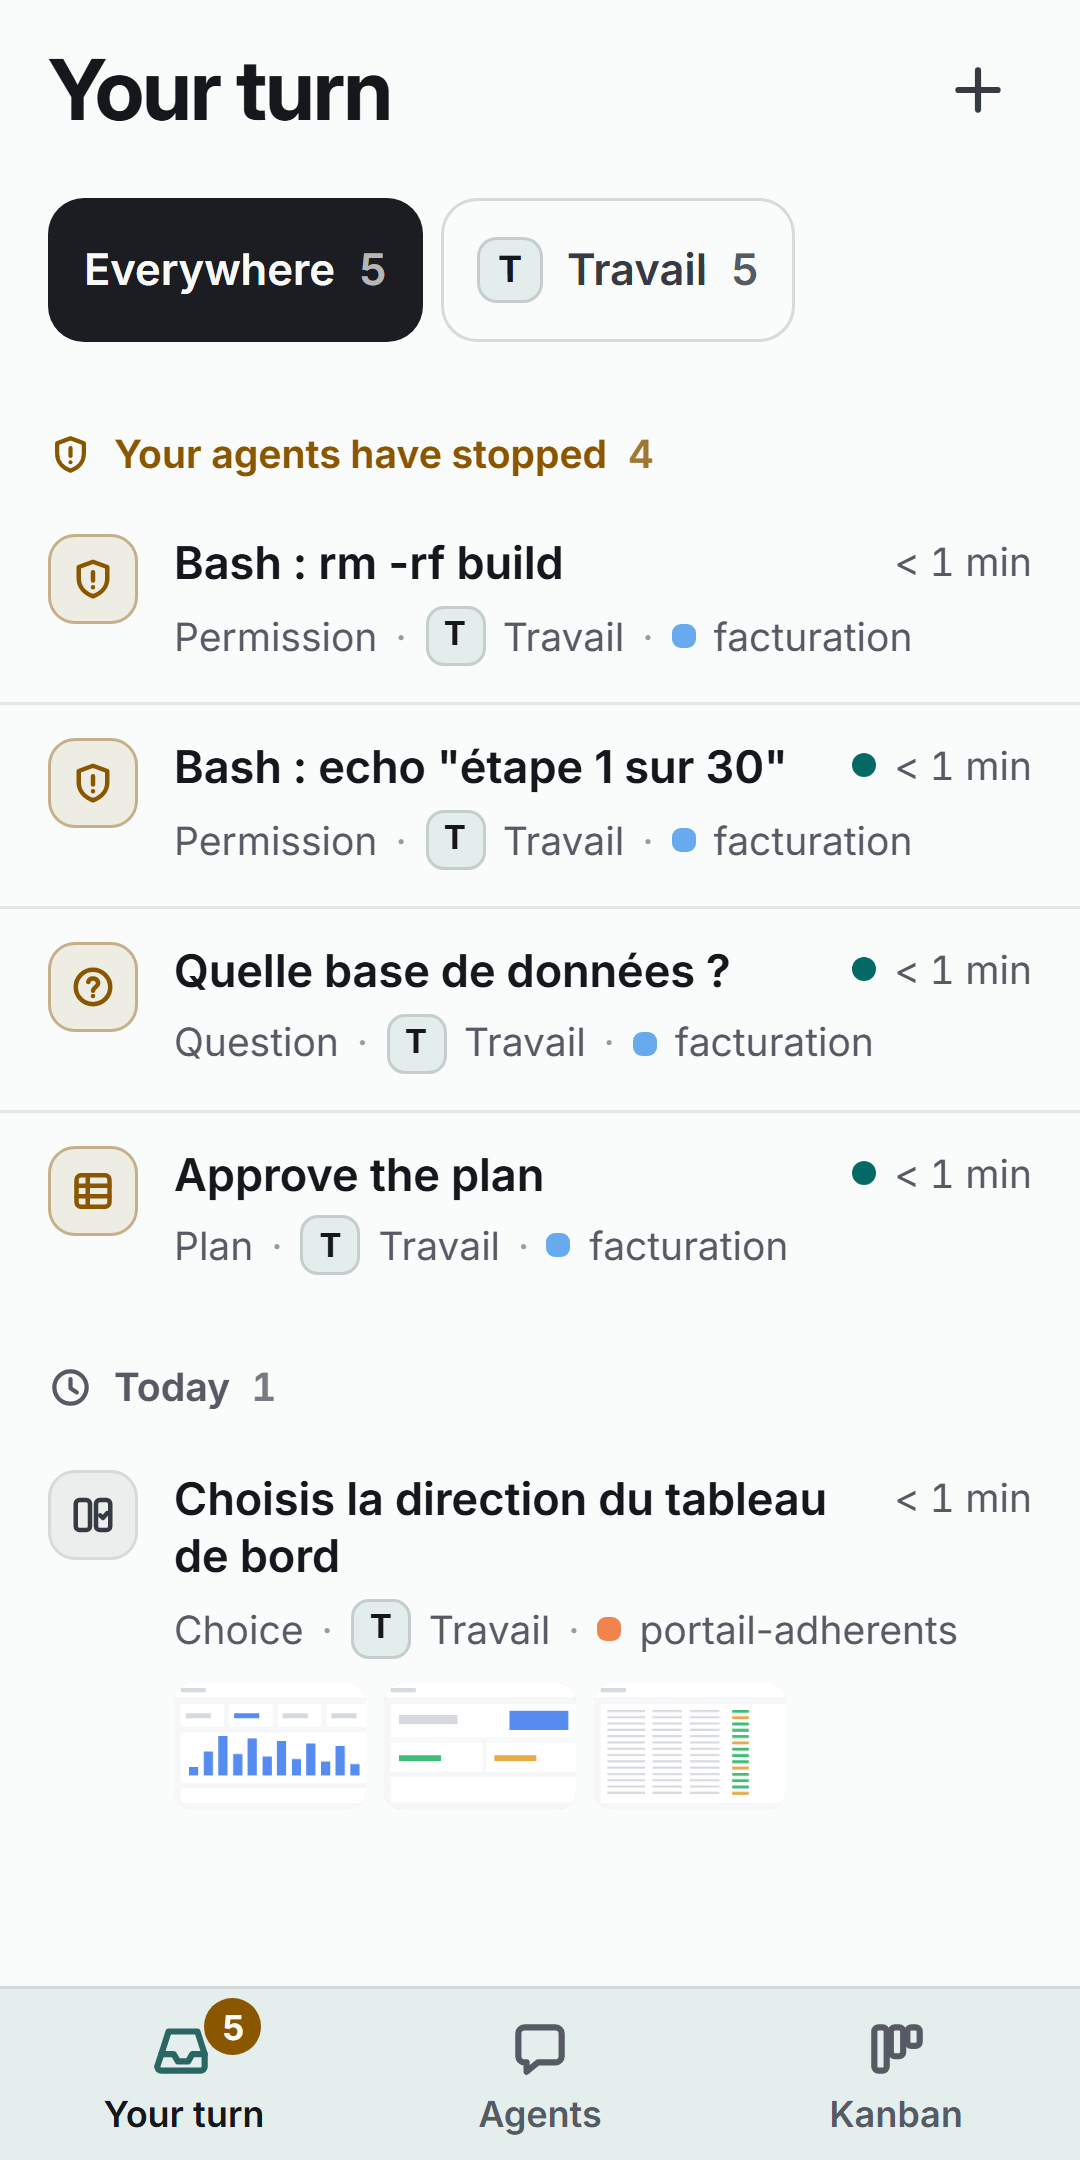 Your turn
Everywhere 5
T Travail 5
Your agents have stopped 4
Bash : rm -rf build < 1 min
Permission · T Travail · facturation
Bash : echo "étape 1 sur 30" < 1 min
Permission · T Travail · facturation
Quelle base de données ? < 1 min
Question · T Travail · facturation
Approve the plan < 1 min
Plan · T Travail · facturation
Today 1
Choisis la direction du tableau < 1 min
de bord
Choice · T Travail · portail-adherents
5
Your turn
Agents
Kanban